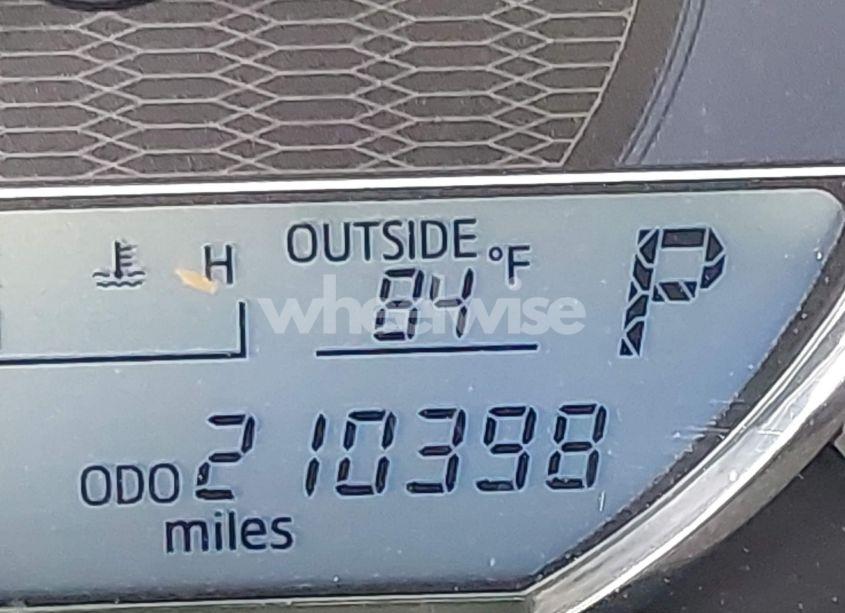 H OUTSIDE °F P
84
wheelwise
ODO 210398
miles